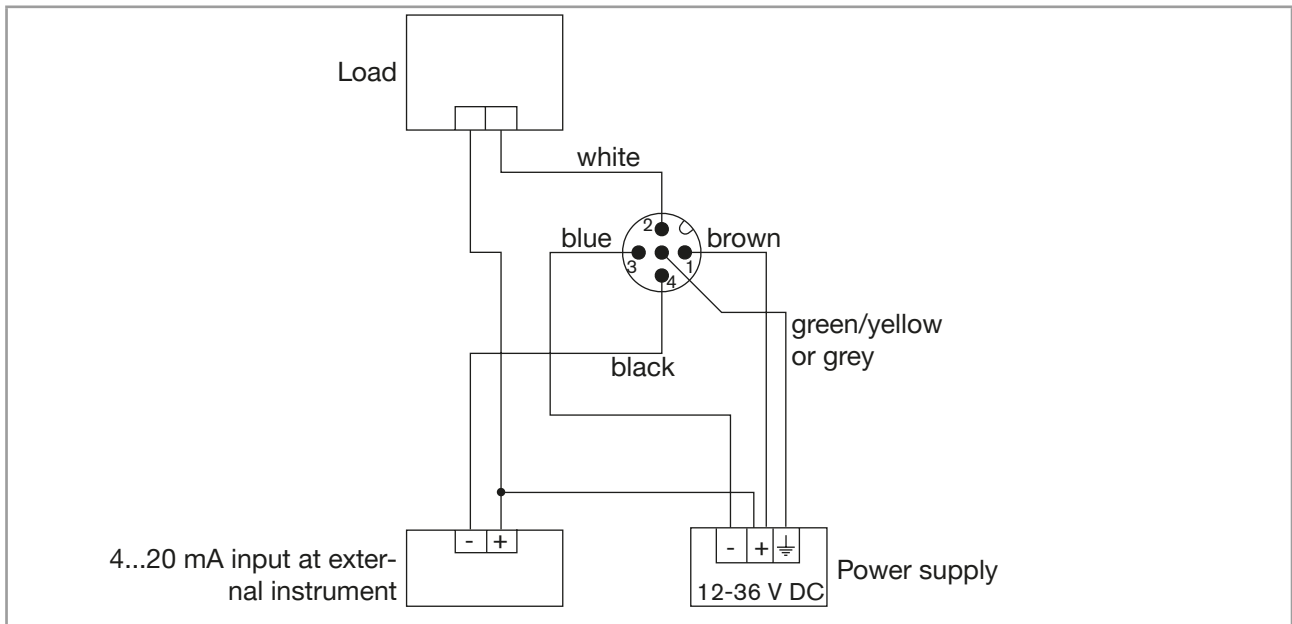 Load
white
2
blue
brown
3
1
4
green/yellow
or grey
black
- +
4...20 mA input at exter-
nal instrument
- +
12-36 V DC
Power supply